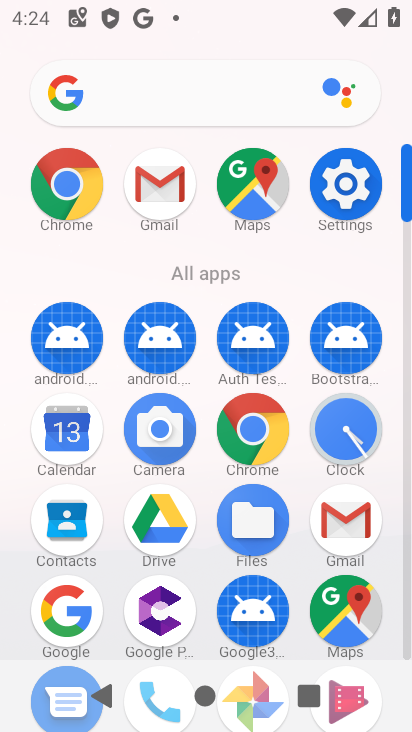 4:24
Chrome Gmail Maps Settings
All apps
android.... android.... Auth Tes... Bootstra...
13
Calendar Camera Chrome Clock
Contacts Drive Files Gmail
Google Google P... Google3... Maps